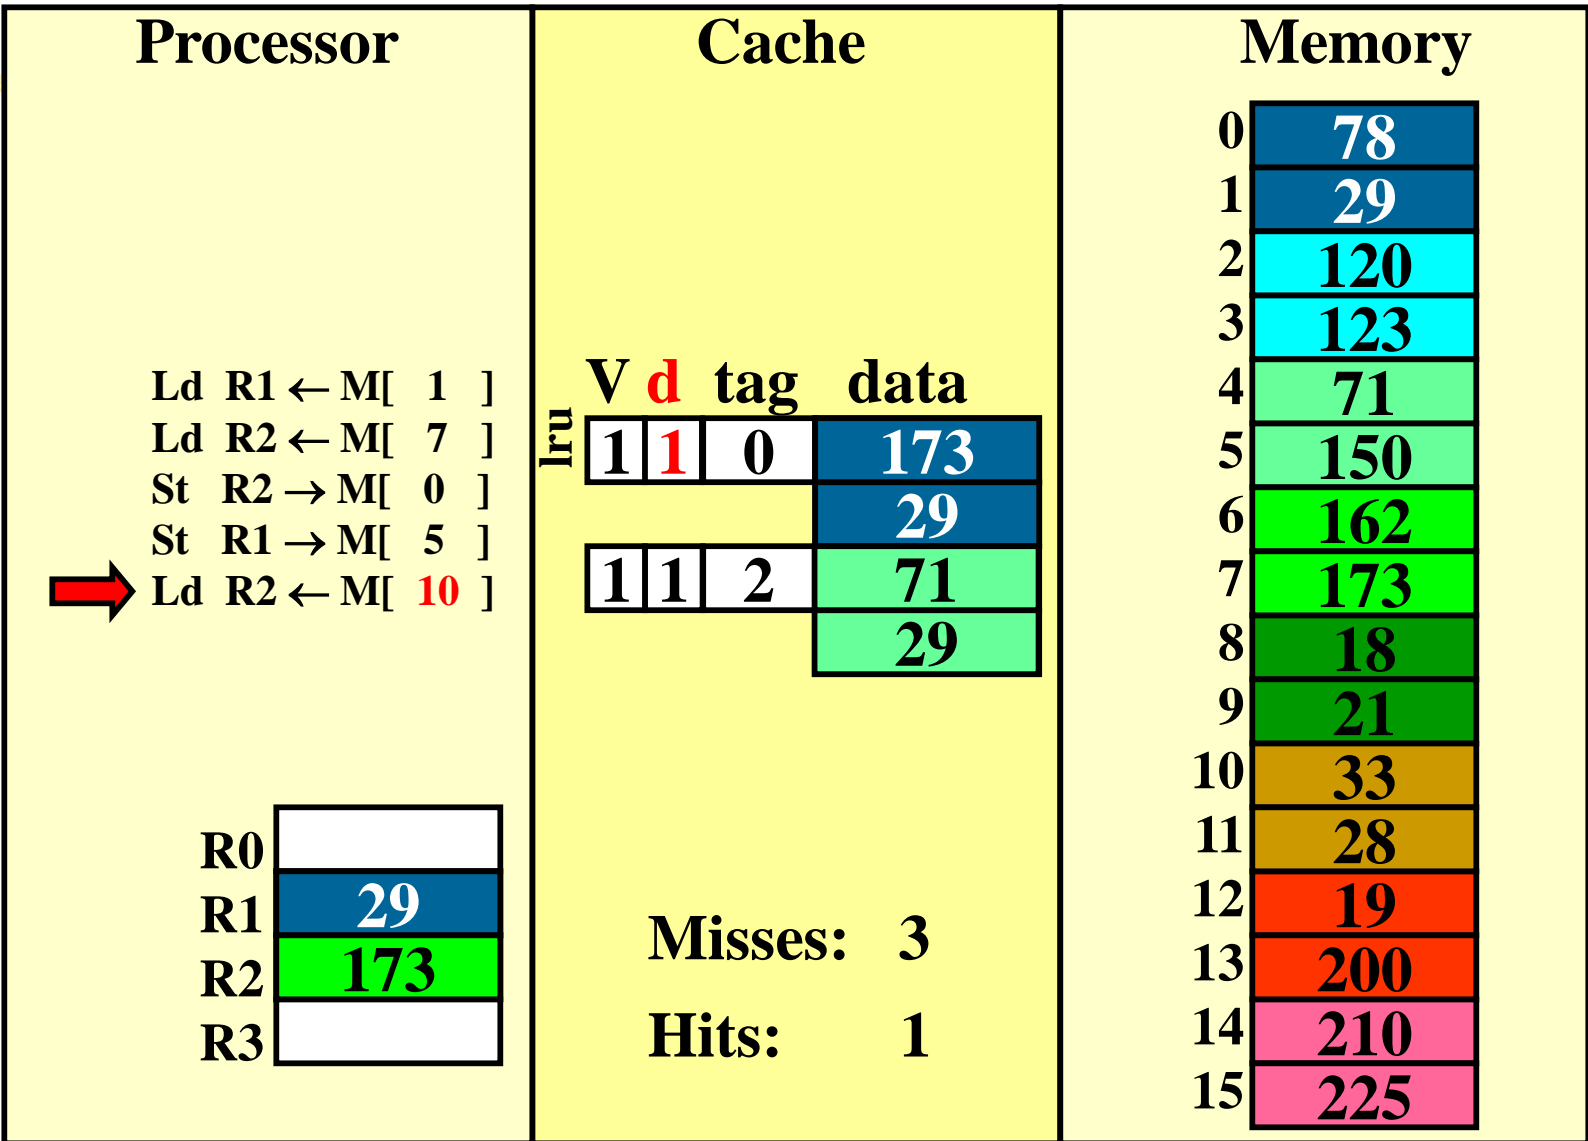 Processor
Ld R1 ← M[ 1 ]
Ld R2 ← M[ 7 ]
St R2 → M[ 0 ]
St R1 → M[ 5 ]
Ld R2 ← M[ 10 ]
R0
R1 29
R2 173
R3
Cache
V d tag data
lru
1 1 0 173
29
1 1 2 71
29
Misses: 3
Hits: 1
Memory
0 78
1 29
2 120
3 123
4 71
5 150
6 162
7 173
8 18
9 21
10 33
11 28
12 19
13 200
14 210
15 225